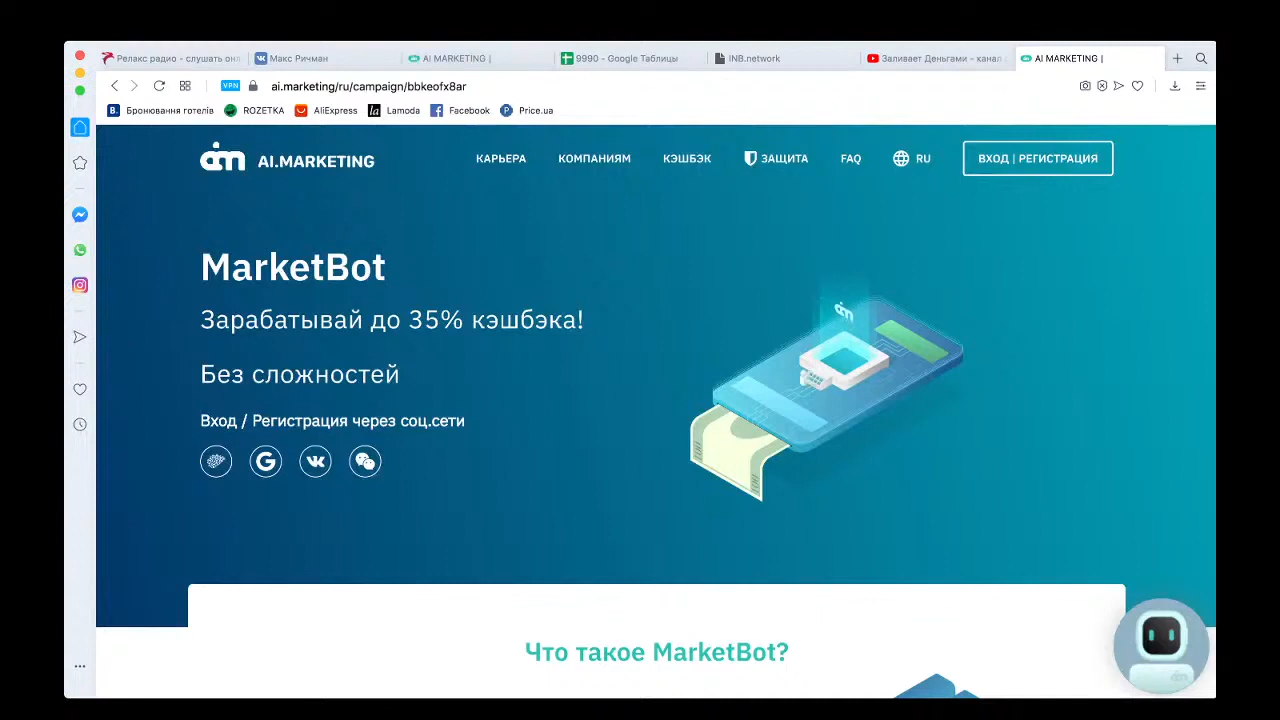 Релакс радио - слушать онл
Макс Ричман
AI MARKETING |
9990 - Google Таблицы
INB.network
Заливает Деньгами - канал
AI MARKETING |
VPN
ai.marketing/ru/campaign/bbkeofx8ar
Бронювання готелів
ROZETKA
AliExpress
Lamoda
Facebook
Price.ua
AI.MARKETING
КАРЬЕРА
КОМПАНИЯМ
КЭШБЭК
ЗАЩИТА
FAQ
RU
ВХОД | РЕГИСТРАЦИЯ
MarketBot
Зарабатывай до 35% кэшбэка!
Без сложностей
Вход / Регистрация через соц.сети
Что такое MarketBot?